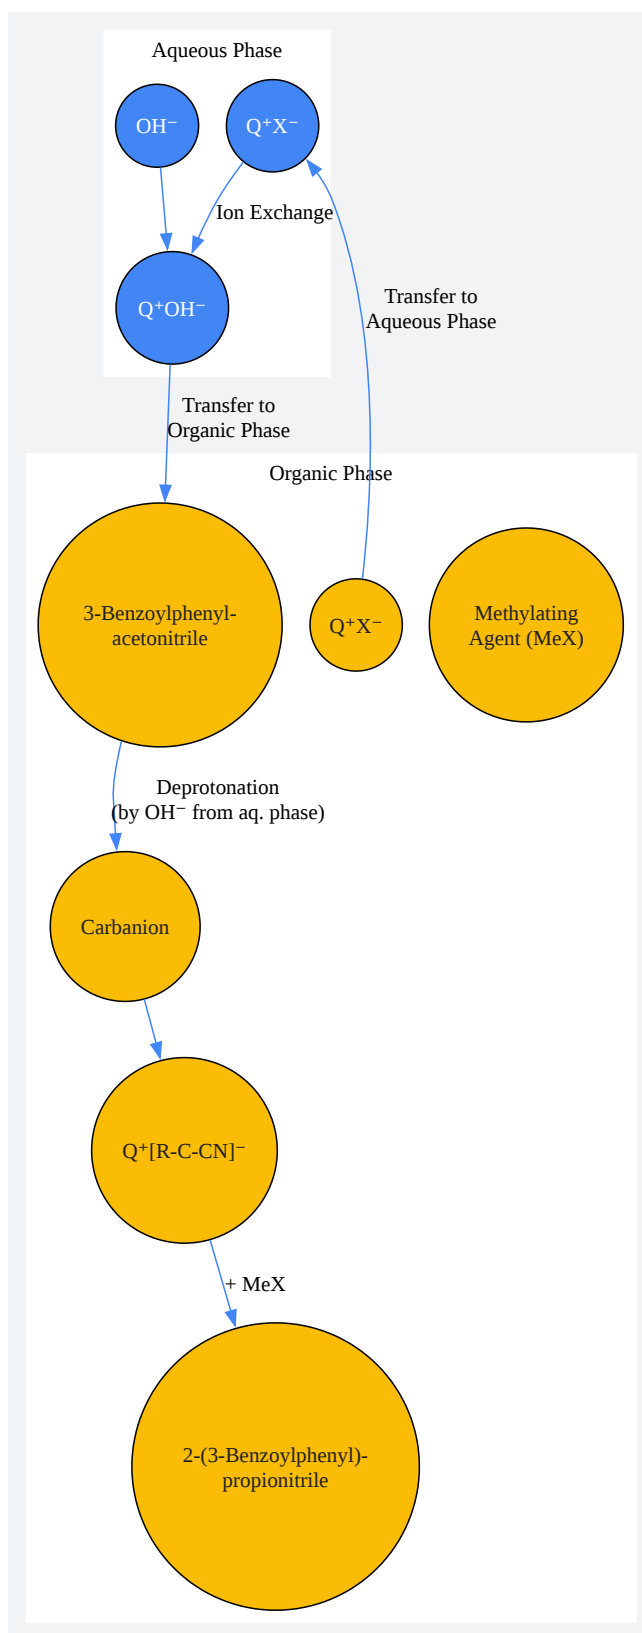 Aqueous Phase
OH⁻
Q⁺X⁻
Ion Exchange
Q⁺OH⁻
Transfer to
Aqueous Phase
Transfer to
Organic Phase
Organic Phase
3-Benzoylphenyl-
acetonitrile
Q⁺X⁻
Methylating
Agent (MeX)
Deprotonation
(by OH⁻ from aq. phase)
Carbanion
Q⁺[R-C-CN]⁻
+ MeX
2-(3-Benzoylphenyl)-
propionitrile